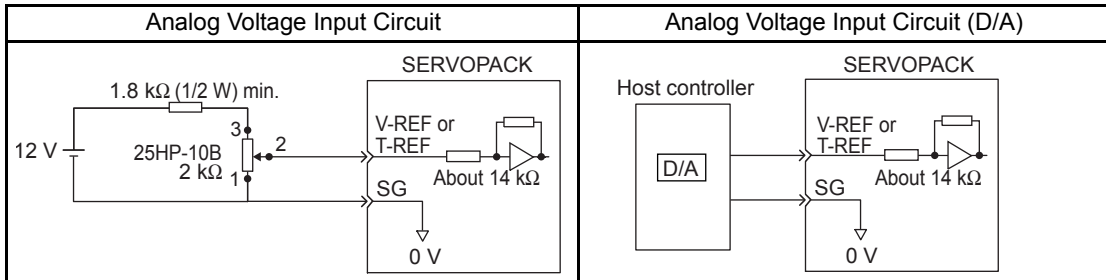 Analog Voltage Input Circuit
Analog Voltage Input Circuit (D/A)
SERVOPACK
1.8 kΩ (1/2 W) min.
3
2
12 V
25HP-10B
2 kΩ
1
V-REF or
T-REF
About 14 kΩ
SG
0 V
SERVOPACK
Host controller
D/A
V-REF or
T-REF
About 14 kΩ
SG
0 V